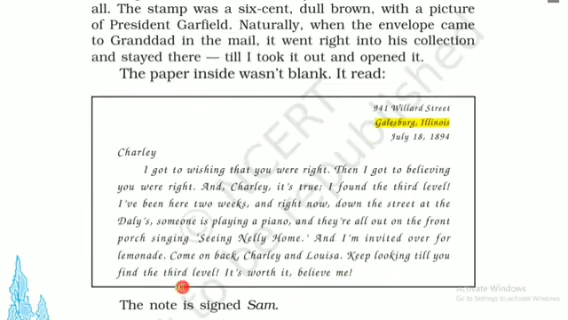 all. The stamp was a six-cent, dull brown, with a picture
of President Garfield. Naturally, when the envelope came
to Granddad in the mail, it went right into his collection
and stayed there — till I took it out and opened it.
The paper inside wasn't blank. It read:
941 Willard Street
Galesburg, Illinois
July 18, 1894
Charley
I got to wishing that you were right. Then I got to believing
you were right. And, Charley, it's true; I found the third level!
I've been here two weeks, and right now, down the street at the
Daly's, someone is playing a piano, and they're all out on the front
porch singing 'Seeing Nelly Home.' And I'm invited over for
lemonade. Come on back, Charley and Louisa. Keep looking till you
find the third level! It's worth it, believe me!
The note is signed Sam.
© NCERT
to be republished
Activate Windows
Go to Settings to activate Windows